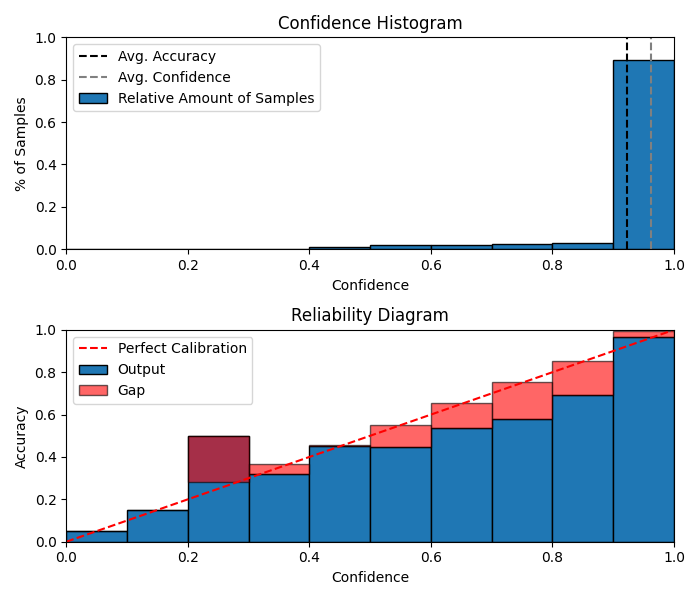 Confidence Histogram
1.0
0.8
0.6
0.4
0.2
0.0
% of Samples
Avg. Accuracy
Avg. Confidence
Relative Amount of Samples
0.0 0.2 0.4 0.6 0.8 1.0
Confidence
Reliability Diagram
1.0
0.8
0.6
0.4
0.2
0.0
Accuracy
Perfect Calibration
Output
Gap
0.0 0.2 0.4 0.6 0.8 1.0
Confidence